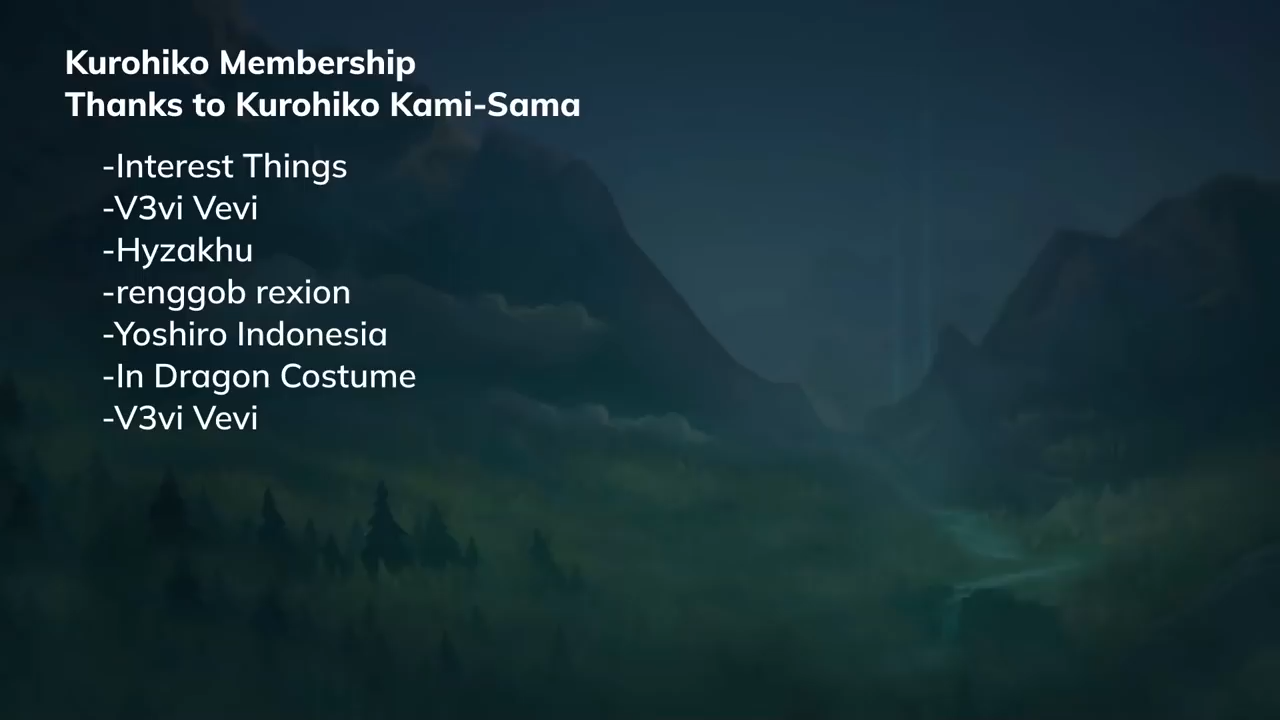 Kurohiko Membership
Thanks to Kurohiko Kami-Sama
-Interest Things
-V3vi Vevi
-Hyzakhu
-renggob rexion
-Yoshiro Indonesia
-In Dragon Costume
-V3vi Vevi